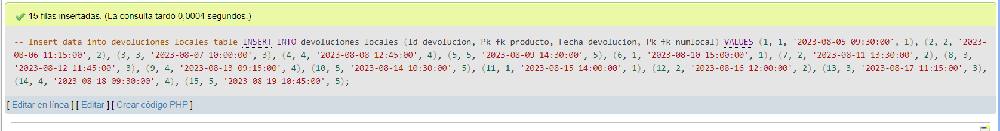 15 filas insertadas. (La consulta tardó 0,0004 segundos.)
-- Insert data into devoluciones_locales table INSERT INTO devoluciones_locales (Id_devolucion, Pk_fk_producto, Fecha_devolucion, Pk_fk_numlocal) VALUES (1, 1, '2023-08-05 09:30:00', 1), (2, 2, '2023-
08-06 11:15:00', 2), (3, 3, '2023-08-07 10:00:00', 3), (4, 4, '2023-08-08 12:45:00', 4), (5, 5, '2023-08-09 14:30:00', 5), (6, 1, '2023-08-10 15:00:00', 1), (7, 2, '2023-08-11 13:30:00', 2), (8, 3,
'2023-08-12 11:45:00', 3), (9, 4, '2023-08-13 09:15:00', 4), (10, 5, '2023-08-14 10:30:00', 5), (11, 1, '2023-08-15 14:00:00', 1), (12, 2, '2023-08-16 12:00:00', 2), (13, 3, '2023-08-17 11:15:00', 3),
(14, 4, '2023-08-18 09:30:00', 4), (15, 5, '2023-08-19 10:45:00', 5);
[ Editar en línea ] [ Editar ] [ Crear código PHP ]